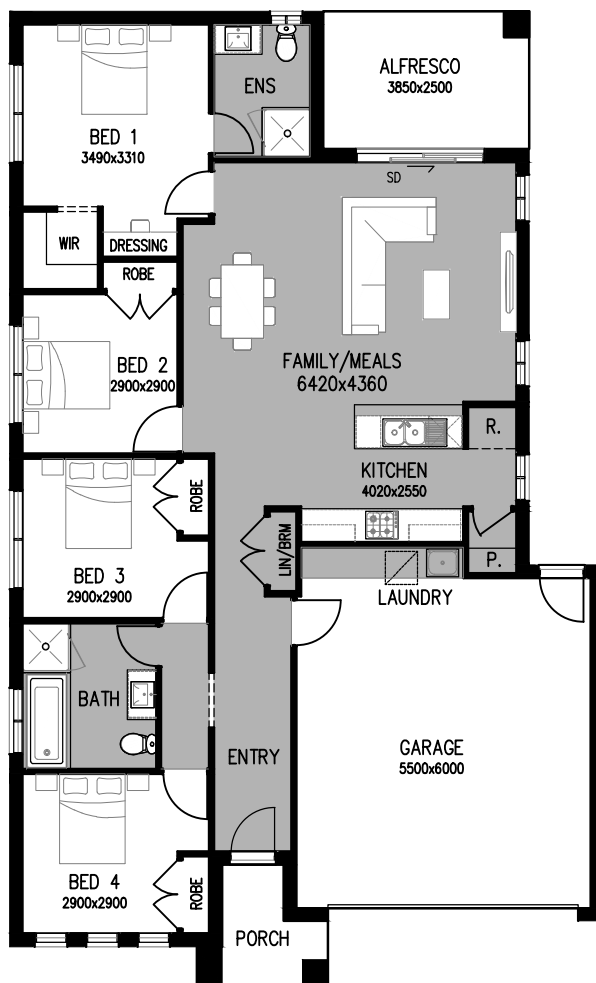 ENS
ALFRESCO
3850x2500
BED 1
3490x3310
SD
WIR
DRESSING
ROBE
BED 2
2900x2900
FAMILY/MEALS
6420x4360
R.
KITCHEN
4020x2550
ROBE
LIN/BRM
P.
BED 3
2900x2900
LAUNDRY
BATH
ENTRY
GARAGE
5500x6000
BED 4
2900x2900
ROBE
PORCH